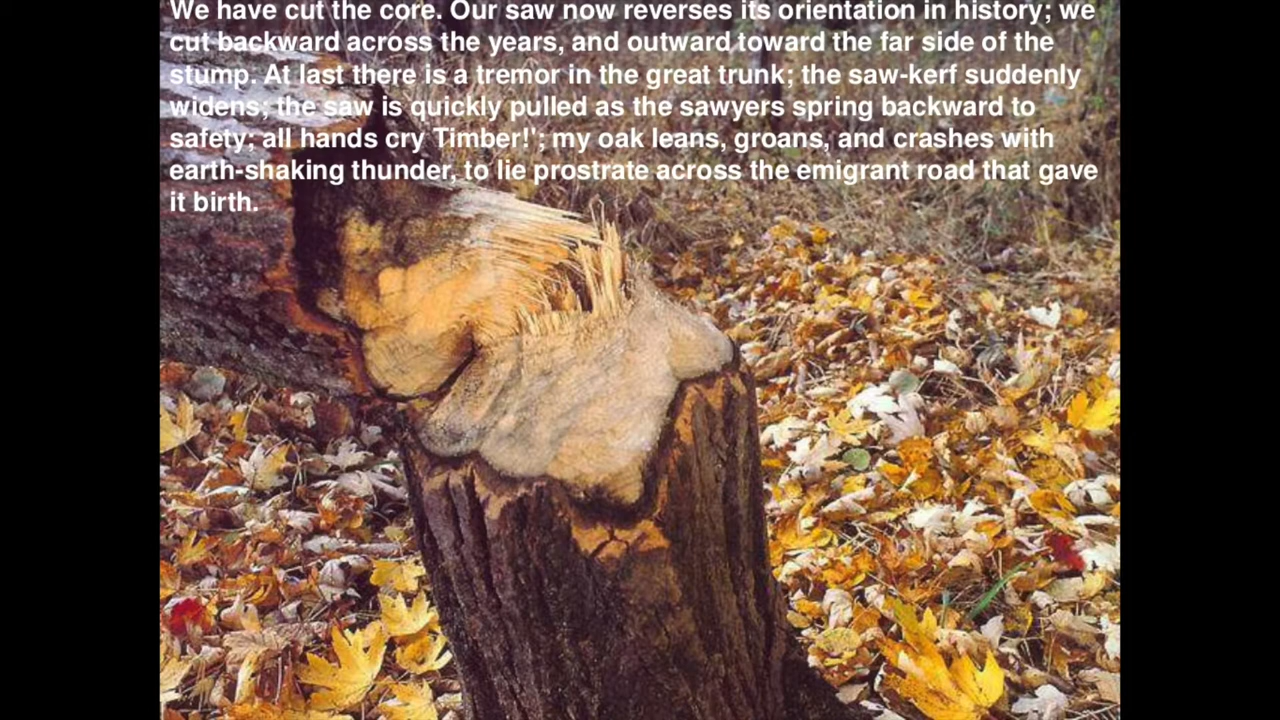 We have cut the core. Our saw now reverses its orientation in history; we
cut backward across the years, and outward toward the far side of the
stump. At last there is a tremor in the great trunk; the saw-kerf suddenly
widens; the saw is quickly pulled as the sawyers spring backward to
safety; all hands cry Timber!'; my oak leans, groans, and crashes with
earth-shaking thunder, to lie prostrate across the emigrant road that gave
it birth.